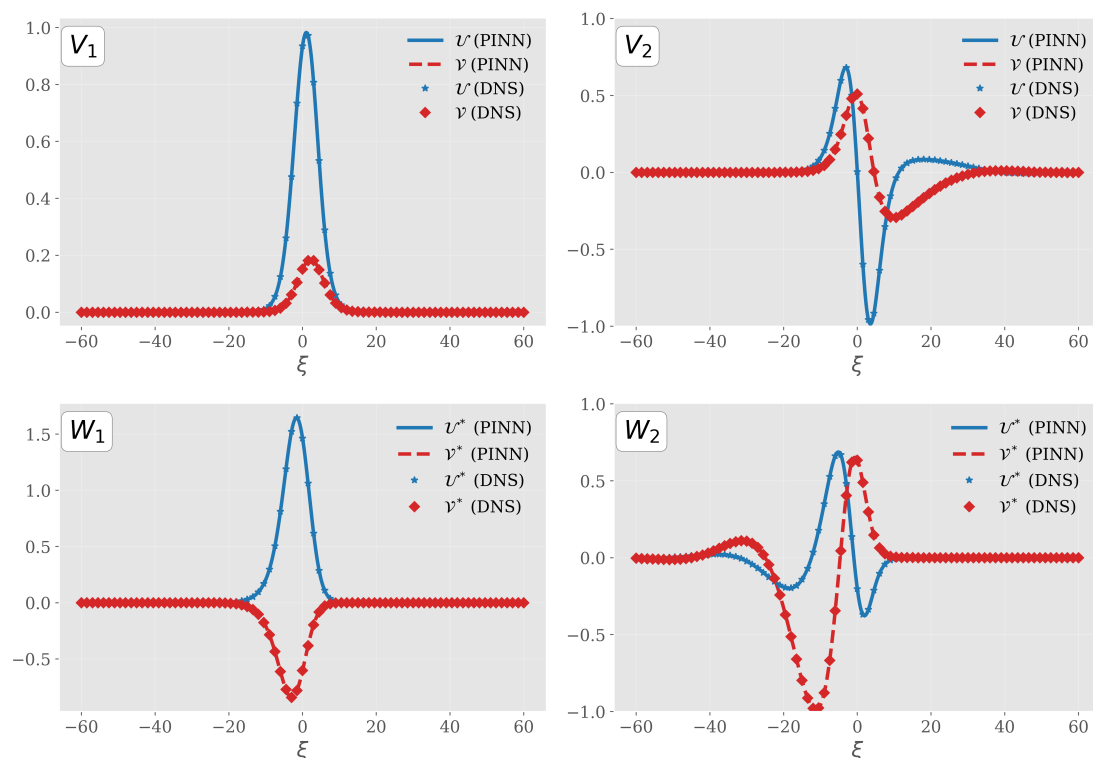 V₁
𝒰 (PINN)
𝒱 (PINN)
𝒰 (DNS)
𝒱 (DNS)
1.0
0.8
0.6
0.4
0.2
0.0
−60 −40 −20 0 20 40 60
ξ
V₂
𝒰 (PINN)
𝒱 (PINN)
𝒰 (DNS)
𝒱 (DNS)
1.0
0.5
0.0
−0.5
−1.0
−60 −40 −20 0 20 40 60
ξ
W₁
𝒰* (PINN)
𝒱* (PINN)
𝒰* (DNS)
𝒱* (DNS)
1.5
1.0
0.5
0.0
−0.5
−60 −40 −20 0 20 40 60
ξ
W₂
𝒰* (PINN)
𝒱* (PINN)
𝒰* (DNS)
𝒱* (DNS)
1.0
0.5
0.0
−0.5
−1.0
−60 −40 −20 0 20 40 60
ξ